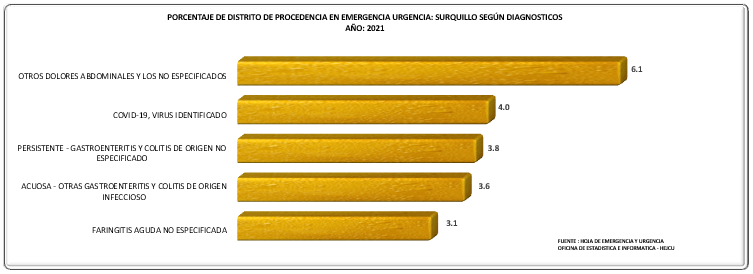 PORCENTAJE DE DISTRITO DE PROCEDENCIA EN EMERGENCIA URGENCIA: SURQUILLO SEGÚN DIAGNOSTICOS
AÑO: 2021
OTROS DOLORES ABDOMINALES Y LOS NO ESPECIFICADOS
6.1
COVID-19, VIRUS IDENTIFICADO
4.0
PERSISTENTE - GASTROENTERITIS Y COLITIS DE ORIGEN NO
ESPECIFICADO
3.8
ACUOSA - OTRAS GASTROENTERITIS Y COLITIS DE ORIGEN
INFECCIOSO
3.6
FARINGITIS AGUDA NO ESPECIFICADA
3.1
FUENTE : HOJA DE EMERGENCIA Y URGENCIA
OFICINA DE ESTADISTICA E INFORMATICA - HEJCU